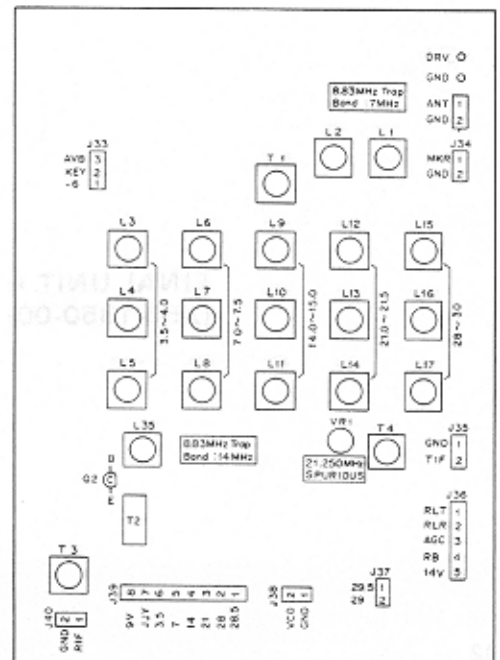 DRV
GND
8.83MHz Trap
Band : 7MHz
ANT 1
GND 2
J34
MKR 1
GND 2
J33
AVB 3
KEY 2
-6 1
L2
L1
T1
L3
L6
L9
L12
L15
L4
L7
L10
L13
L16
3.5~4.0
7.0~7.5
14.0~15.0
21.0~21.5
28~30
L5
L8
L11
L14
L17
L35
8.83MHz Trap
Band : 14MHz
VR1
T4
21.250MHz
SPURIOUS
J35
GND 1
TIF 2
B
Q2 C
E
T2
J36
RLT 1
RLR 2
AGC 3
RB 4
14V 5
T3
J39
8 7 6 5 4 3 2 1
9V JJY 3.5 7 14 21 28 28.5
J38
2 1
VCO GND
J37
29.5 1
29 2
J40
2 1
GND RIF